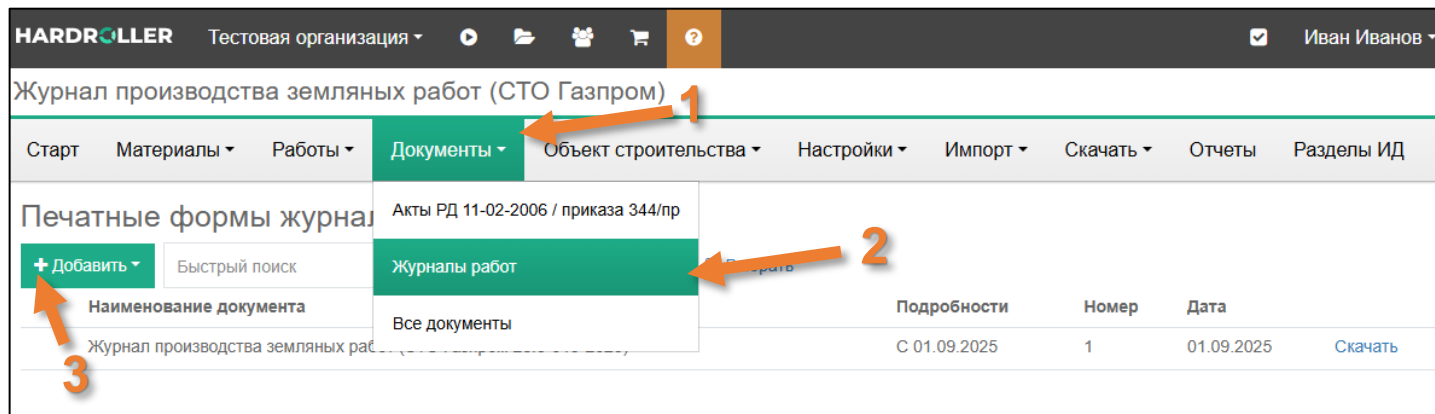 HARDROLLER Тестовая организация Иван Иванов
Журнал производства земляных работ (СТО Газпром) 1
Старт Материалы Работы Документы Объект строительства Настройки Импорт Скачать Отчеты Разделы ИД
Печатные формы Акты РД 11-02-2006 / приказа 344/пр
+ Добавить Быстрый поиск Журналы работ 2
Наименование документа Подробности Номер Дата
Все документы
Журнал производства земляных С 01.09.2025 1 01.09.2025 Скачать
3